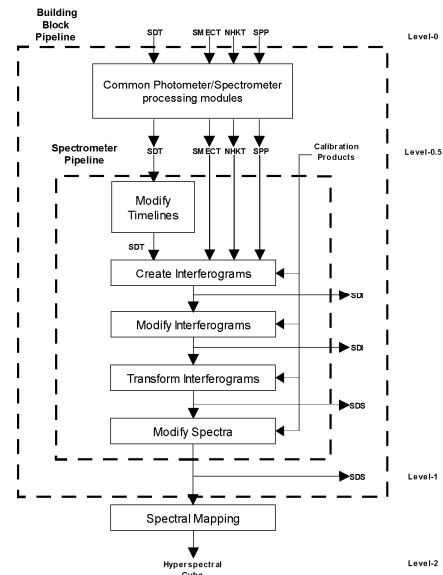 Building
Block
Pipeline
SDT SMECT NHKT SPP
Level-0
Common Photometer/Spectrometer
processing modules
Spectrometer
Pipeline
SDT SMECT NHKT SPP
Calibration
Products
Level-0.5
Modify
Timelines
SDT
Create Interferograms
SDI
Modify Interferograms
SDI
Transform Interferograms
SDS
Modify Spectra
SDS
Level-1
Spectral Mapping
Hyperspectral
Cube
Level-2